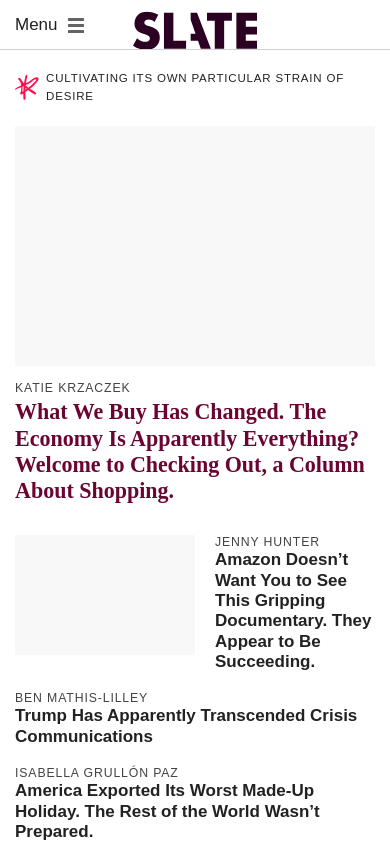 Menu
SLATE
CULTIVATING ITS OWN PARTICULAR STRAIN OF
DESIRE
KATIE KRZACZEK
What We Buy Has Changed. The
Economy Is Apparently Everything?
Welcome to Checking Out, a Column
About Shopping.
JENNY HUNTER
Amazon Doesn’t
Want You to See
This Gripping
Documentary. They
Appear to Be
Succeeding.
BEN MATHIS-LILLEY
Trump Has Apparently Transcended Crisis
Communications
ISABELLA GRULLÓN PAZ
America Exported Its Worst Made-Up
Holiday. The Rest of the World Wasn’t
Prepared.